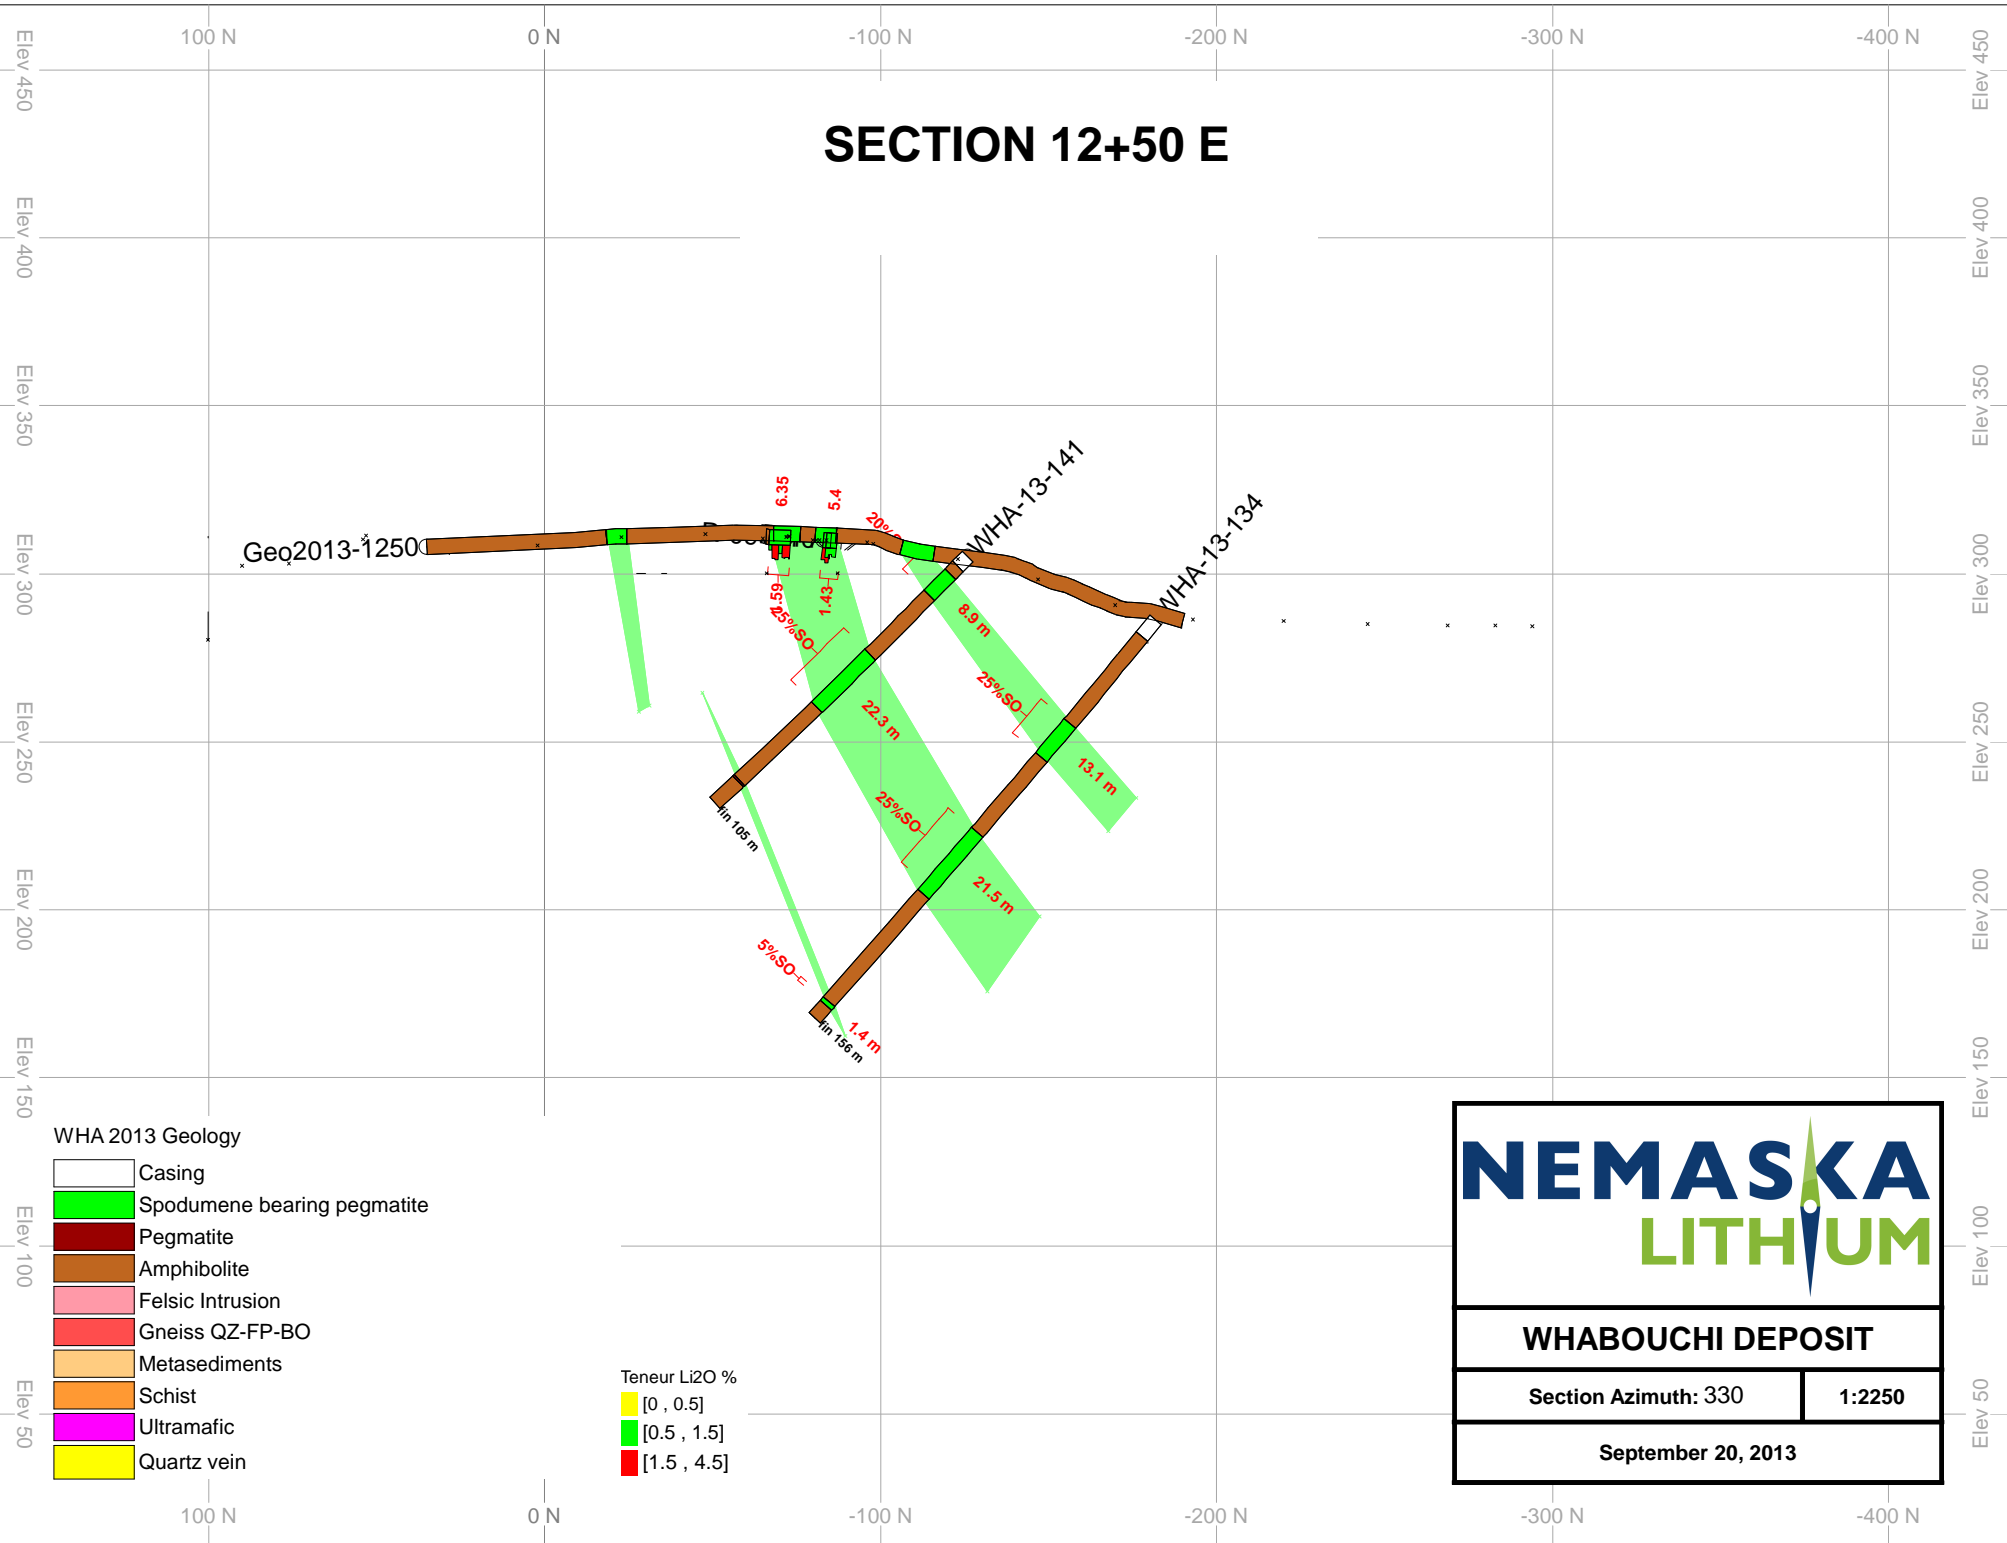 100 N
0 N
-100 N
-200 N
-300 N
-400 N
Elev 450
Elev 450
SECTION 12+50 E
Elev 400
Elev 400
Elev 350
Elev 350
WHA-13-141
WHA-13-134
6.35
5.4
20%
Geo2013-1250
Elev 300
Elev 300
1.43
8.9 m
25%SO
25%SO
22.3 m
Elev 250
Elev 250
13.1 m
25%SO
fin 105 m
21.5 m
Elev 200
Elev 200
5%SO
1.4 m
fin 156 m
Elev 150
Elev 150
WHA 2013 Geology
Casing
Spodumene bearing pegmatite
Pegmatite
Amphibolite
Felsic Intrusion
Gneiss QZ-FP-BO
Metasediments
Schist
Ultramafic
Quartz vein
Elev 100
Elev 100
Elev 50
Elev 50
Teneur Li2O %
[0 , 0.5]
[0.5 , 1.5]
[1.5 , 4.5]
NEMASKA
LITHIUM
WHABOUCHI DEPOSIT
Section Azimuth: 330
1:2250
September 20, 2013
100 N
0 N
-100 N
-200 N
-300 N
-400 N